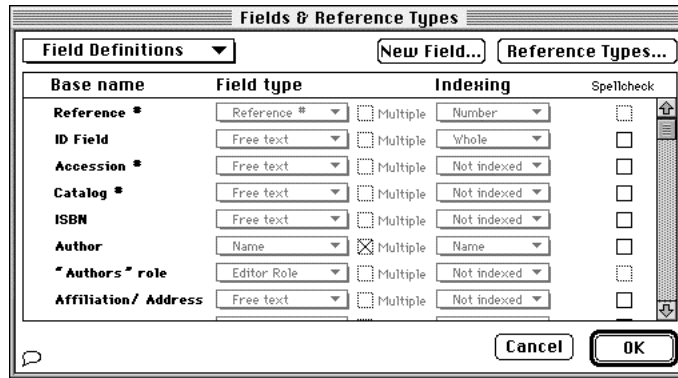 Fields & Reference Types
Field Definitions New Field... Reference Types...
Base name Field type Indexing Spellcheck
Reference # Reference # Multiple Number
ID Field Free text Multiple Whole
Accession # Free text Multiple Not indexed
Catalog # Free text Multiple Not indexed
ISBN Free text Multiple Not indexed
Author Name Multiple Name
"Authors" role Editor Role Multiple Not indexed
Affiliation/ Address Free text Multiple Not indexed
Cancel OK